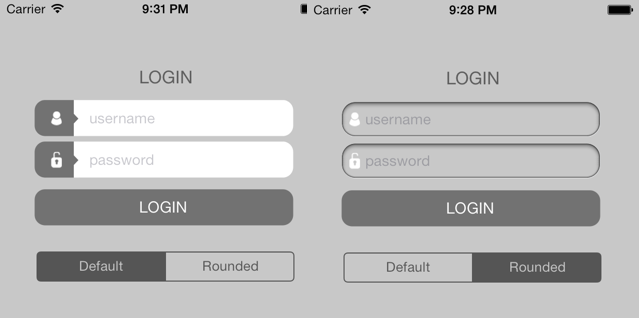 Carrier 9:31 PM
LOGIN
username
password
LOGIN
Default Rounded
Carrier 9:28 PM
LOGIN
username
password
LOGIN
Default Rounded